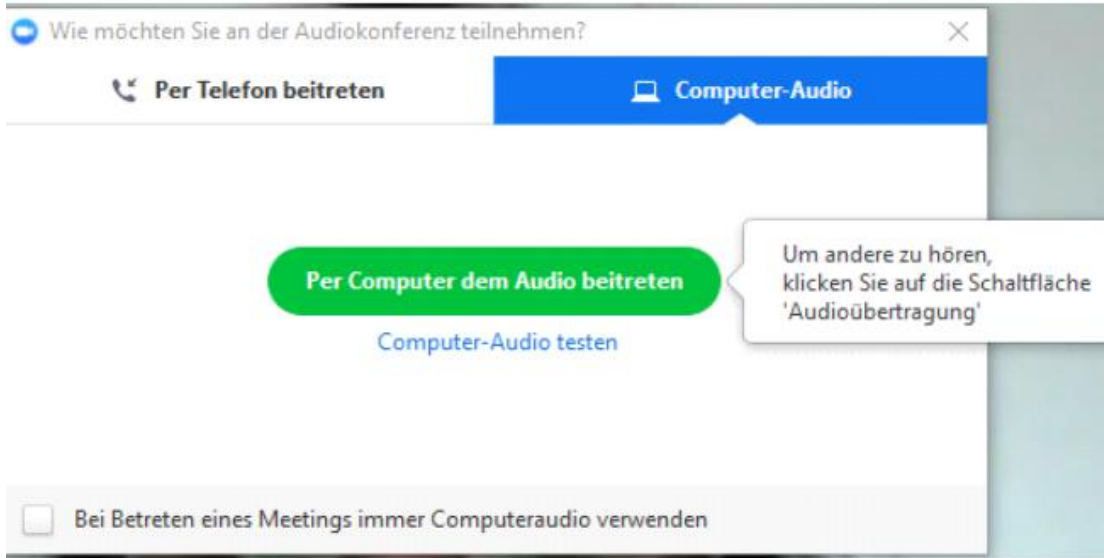 Wie möchten Sie an der Audiokonferenz teilnehmen?
Per Telefon beitreten
Computer-Audio
Per Computer dem Audio beitreten
Um andere zu hören,
klicken Sie auf die Schaltfläche
'Audioübertragung'
Computer-Audio testen
Bei Betreten eines Meetings immer Computeraudio verwenden